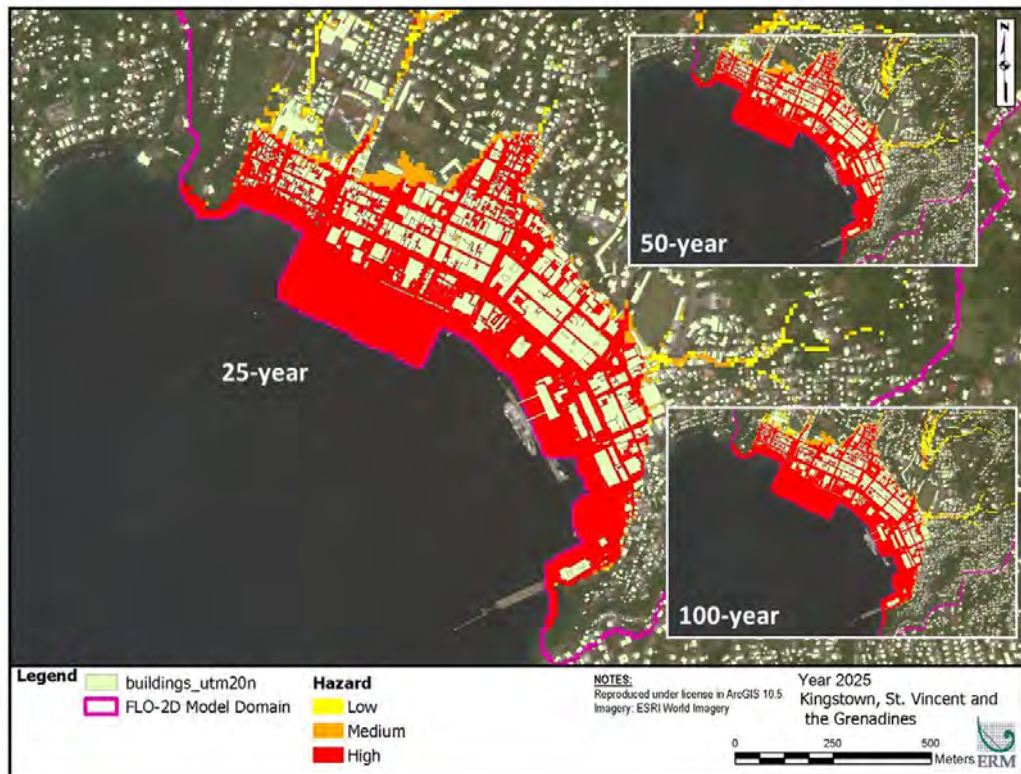 N
50-year
25-year
100-year
Legend
buildings_utm20n
FLO-2D Model Domain
Hazard
Low
Medium
High
NOTES:
Reproduced under license in ArcGIS 10.5
Imagery: ESRI World Imagery
Year 2025
Kingstown, St. Vincent and
the Grenadines
0 250 500
Meters
ERM